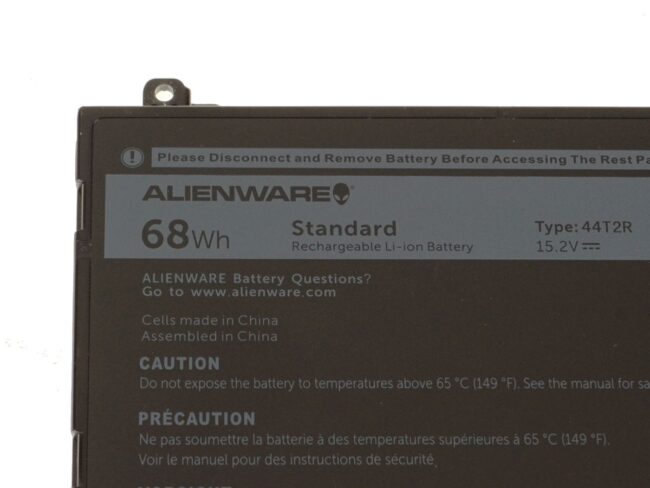 Please Disconnect and Remove Battery Before Accessing The Rest
ALIENWARE
68Wh
Standard
Rechargeable Li-ion Battery
Type: 44T2R
15.2V⎓
ALIENWARE Battery Questions?
Go to www.alienware.com
Cells made in China
Assembled in China
CAUTION
Do not expose the battery to temperatures above 65 °C (149 °F). See the manual for
PRÉCAUTION
Ne pas soumettre la batterie à des temperatures supérieures à 65 °C (149 °F).
Voir le manuel pour des instructions de sécurité.